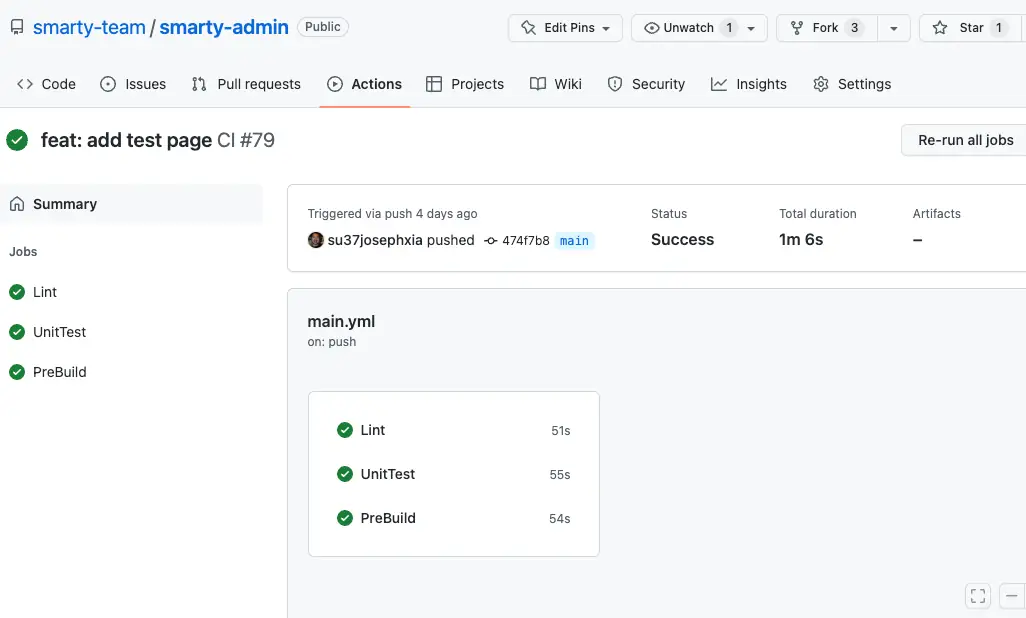 smarty-team / smarty-admin Public
Edit Pins Unwatch 1 Fork 3 Star 1
Code Issues Pull requests Actions Projects Wiki Security Insights Settings
feat: add test page CI #79
Re-run all jobs
Summary
Jobs
Lint
UnitTest
PreBuild
Triggered via push 4 days ago
su37josephxia pushed 474f7b8 main
Status
Success
Total duration
1m 6s
Artifacts
–
main.yml
on: push
Lint 51s
UnitTest 55s
PreBuild 54s